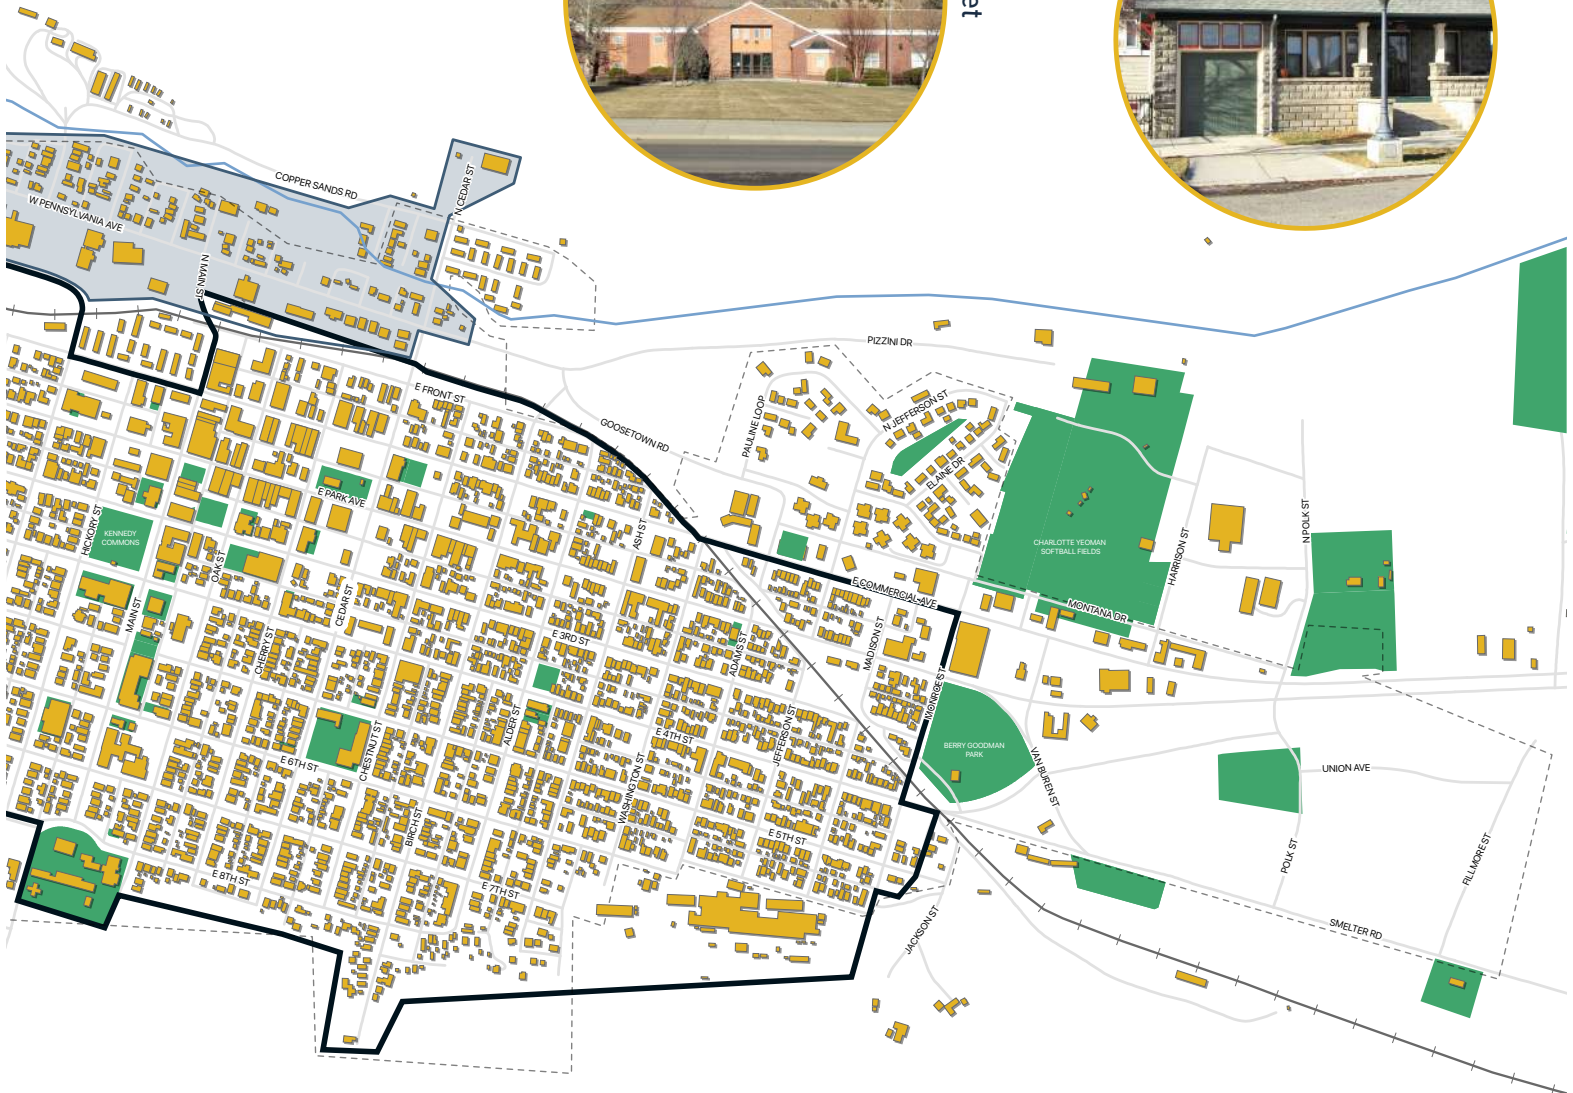 et
COPPER SANDS RD
N CEDAR ST
W PENNSYLVANIA AVE
N MAIN ST
PIZZINI DR
E FRONT ST
GOOSETOWN RD
PAULINE LOOP
N JEFFERSON ST
ELAINE DR
E PARK AVE
HICKORY ST
KENNEDY
COMMONS
OAK ST
ASH ST
CHARLOTTE YEOMAN
SOFTBALL FIELDS
N POLK ST
HARRISON ST
E COMMERCIAL AVE
MONTANA DR
MAIN ST
CEDAR ST
CHERRY ST
E 3RD ST
ADAMS ST
MADISON ST
MONROE ST
ALDER ST
CHESTNUT ST
E 4TH ST
JEFFERSON ST
BERRY GOODMAN
PARK
E 6TH ST
WASHINGTON ST
VAN BUREN ST
UNION AVE
BIRCH ST
E 5TH ST
POLK ST
FILLMORE ST
E 8TH ST
E 7TH ST
JACKSON ST
SMELTER RD